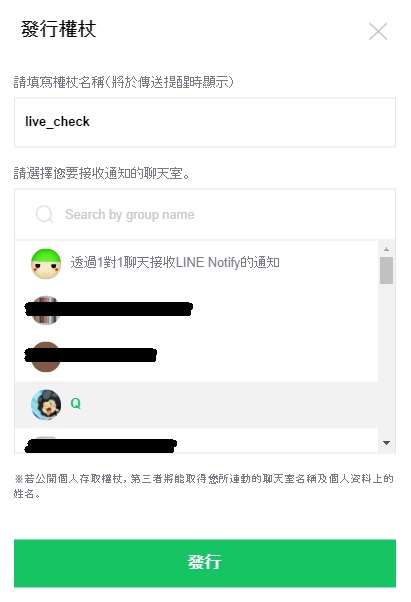 發行權杖
請填寫權杖名稱(將於傳送提醒時顯示)
live_check
請選擇您要接收通知的聊天室。
Search by group name
透過1對1聊天接收LINE Notify的通知
Q
※若公開個人存取權杖，第三者將能取得您所連動的聊天室名稱及個人資料上的
姓名。
發行